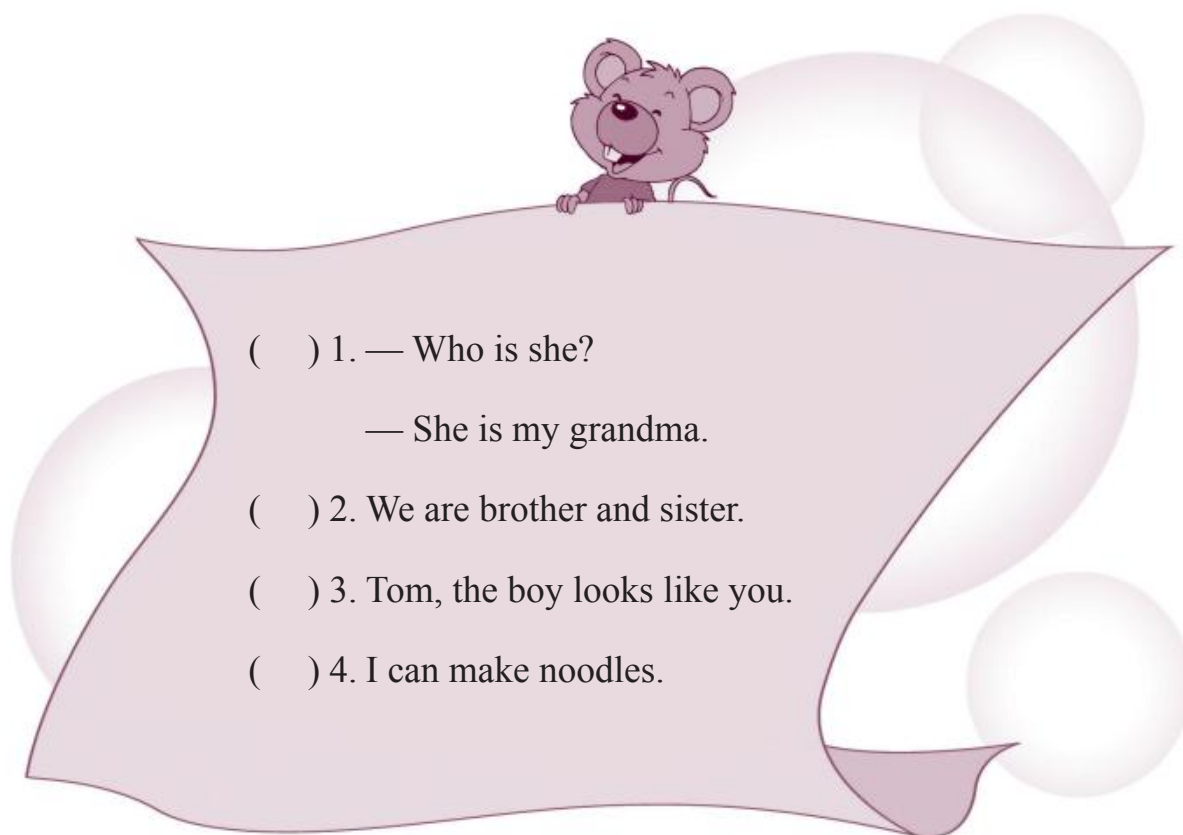 ( ) 1. — Who is she?
— She is my grandma.
( ) 2. We are brother and sister.
( ) 3. Tom, the boy looks like you.
( ) 4. I can make noodles.